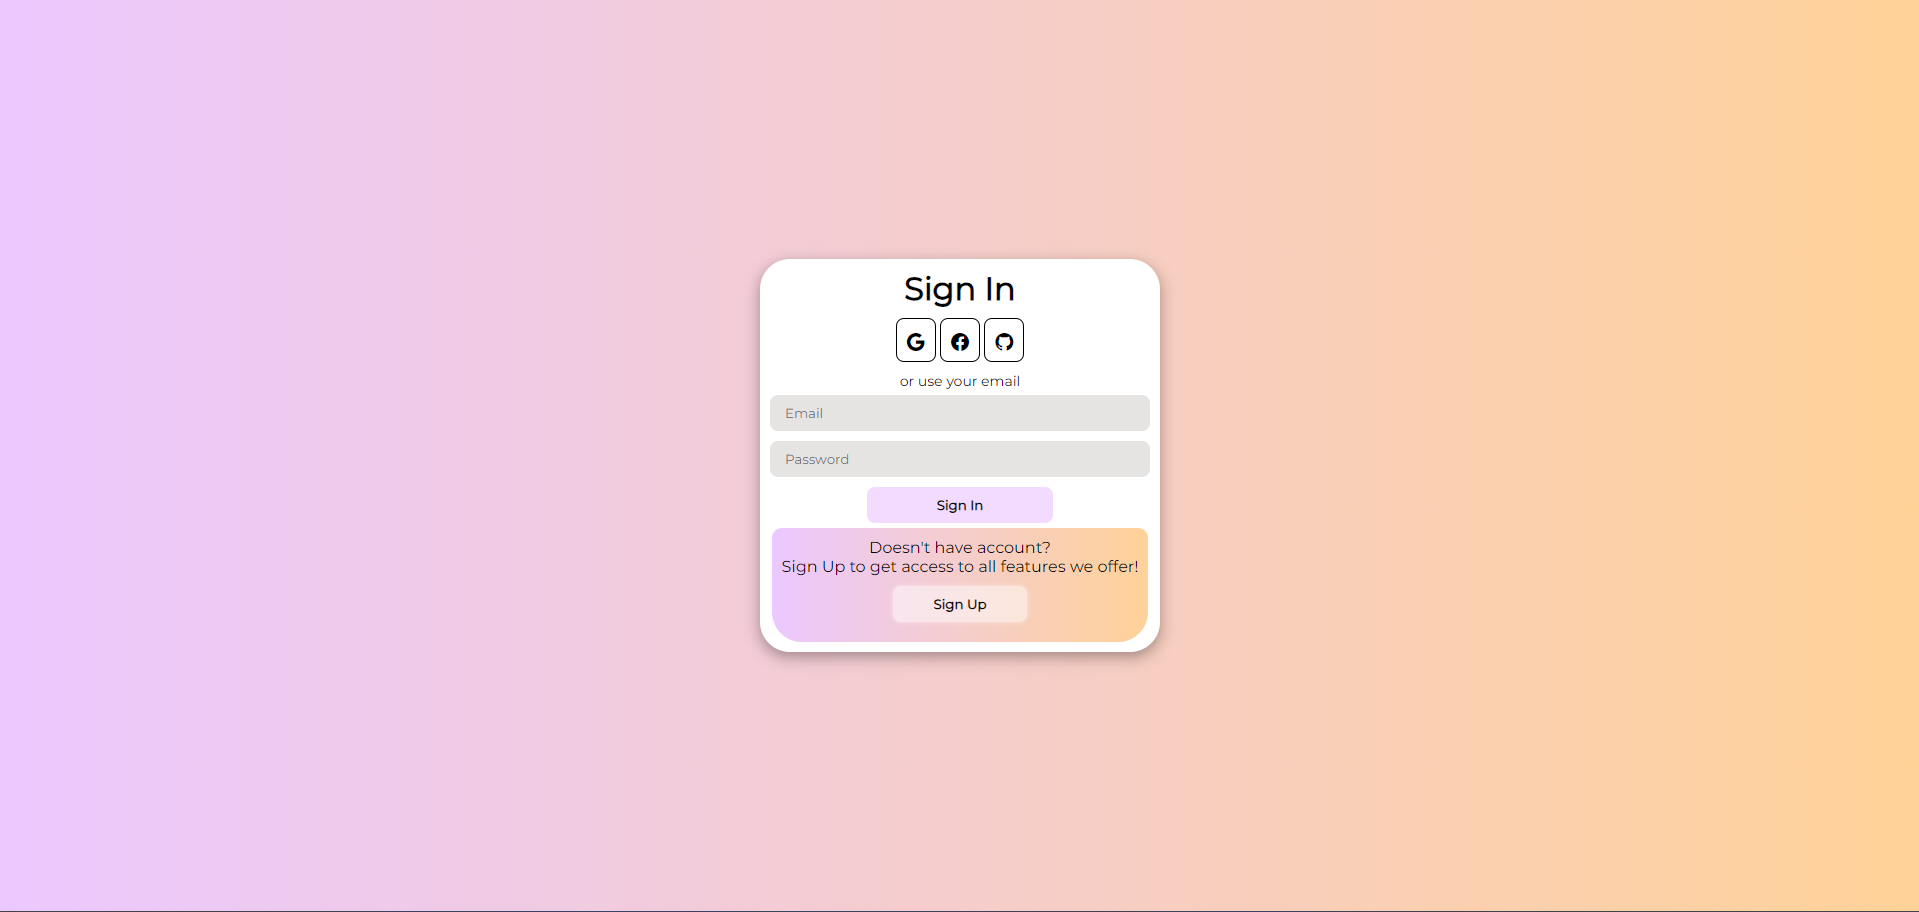 Sign In
or use your email
Email
Password
Sign In
Doesn't have account?
Sign Up to get access to all features we offer!
Sign Up